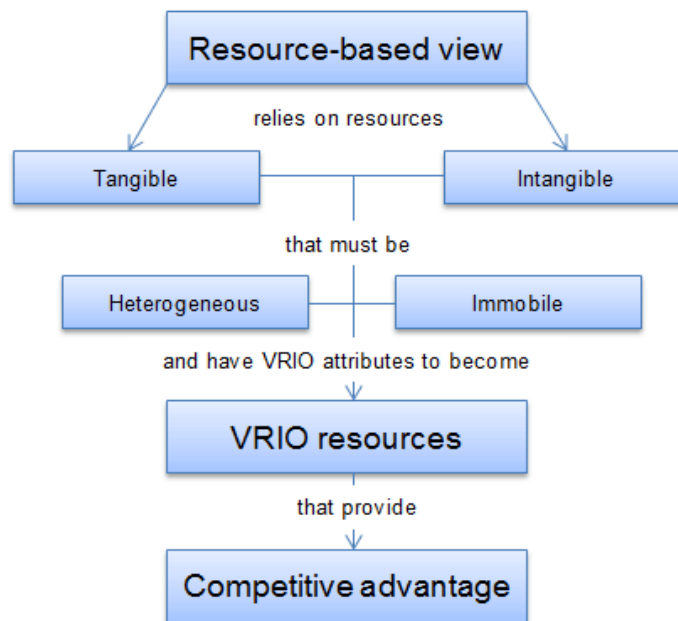 Resource-based view
relies on resources
Tangible
Intangible
that must be
Heterogeneous
Immobile
and have VRIO attributes to become
VRIO resources
that provide
Competitive advantage